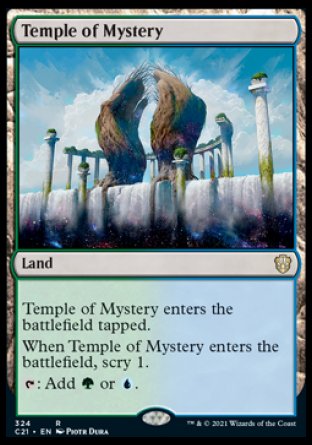 Temple of Mystery
Land
Temple of Mystery enters the
battlefield tapped.
When Temple of Mystery enters the
battlefield, scry 1.
: Add or .
324 R
C21 • EN Piotr Dura
™ & © 2021 Wizards of the Coast